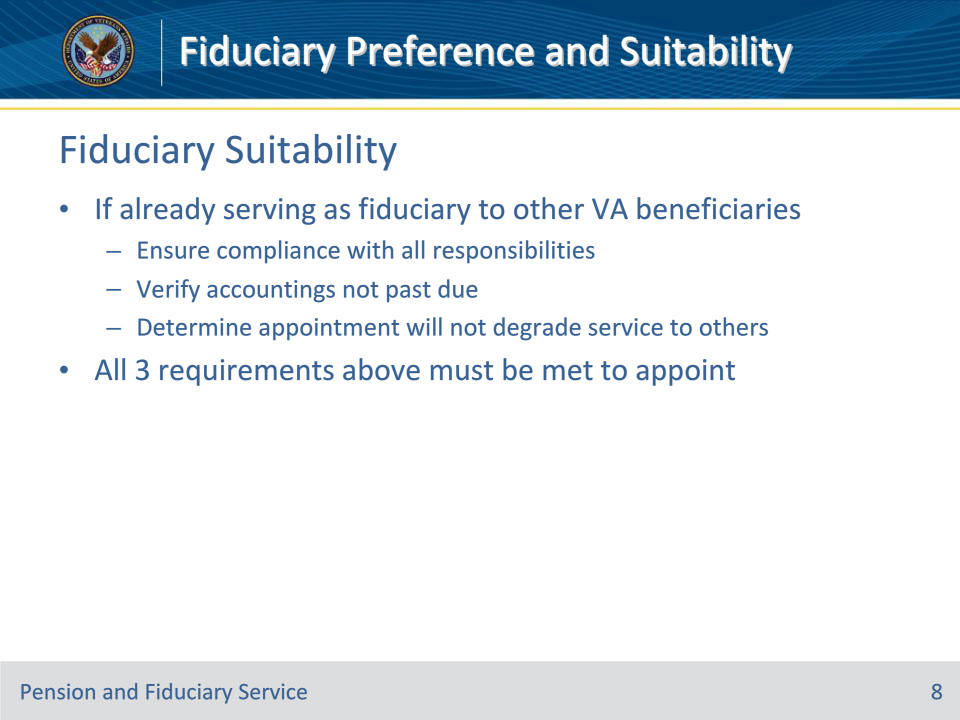 DEPARTMENT OF VETERANS AFFAIRS
UNITED STATES OF AMERICA
Fiduciary Preference and Suitability
Fiduciary Suitability
• If already serving as fiduciary to other VA beneficiaries
– Ensure compliance with all responsibilities
– Verify accountings not past due
– Determine appointment will not degrade service to others
• All 3 requirements above must be met to appoint
Pension and Fiduciary Service
8